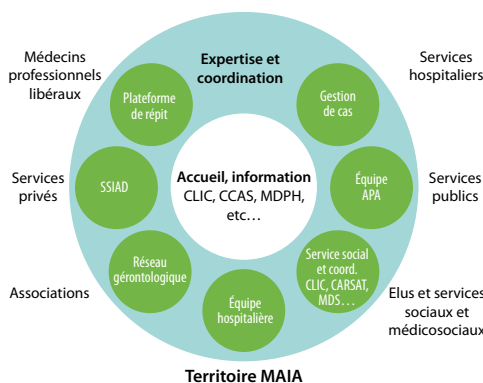 Médecins
professionnels
libéraux
Expertise et
coordination
Services
hospitaliers
Plateforme
de répit
Gestion
de cas
Services
privés
SSIAD
Accueil, information
CLIC, CCAS, MDPH,
etc…
Équipe
APA
Services
publics
Associations
Réseau
gérontologique
Équipe
hospitalière
Service social
et coord.
CLIC, CARSAT,
MDS…
Elus et services
sociaux et
médicosociaux
Territoire MAIA